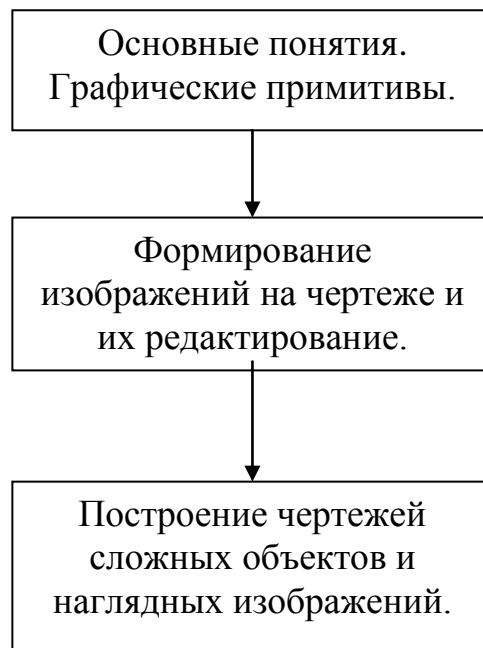 Основные понятия.
Графические примитивы.
Формирование
изображений на чертеже и
их редактирование.
Построение чертежей
сложных объектов и
наглядных изображений.